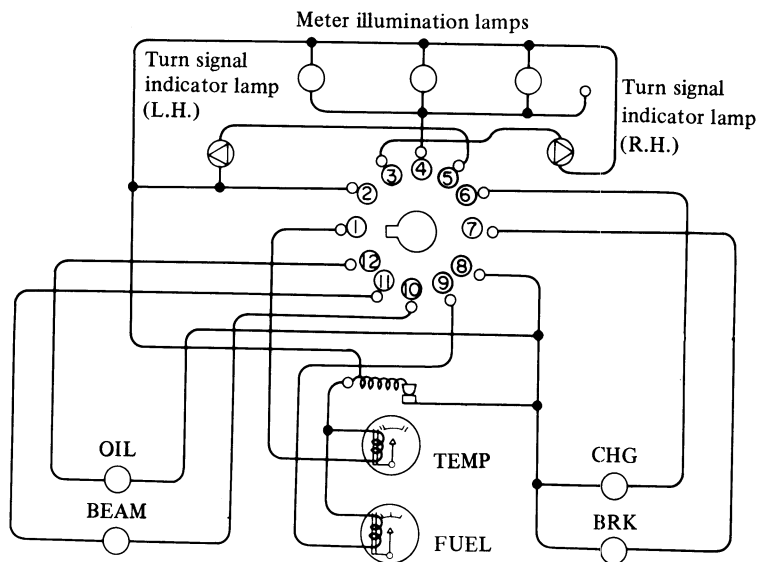 Meter illumination lamps
Turn signal
indicator lamp
(L.H.)
Turn signal
indicator lamp
(R.H.)
3
4
5
2
6
1
7
12
8
11
9
10
OIL
TEMP
CHG
BEAM
FUEL
BRK